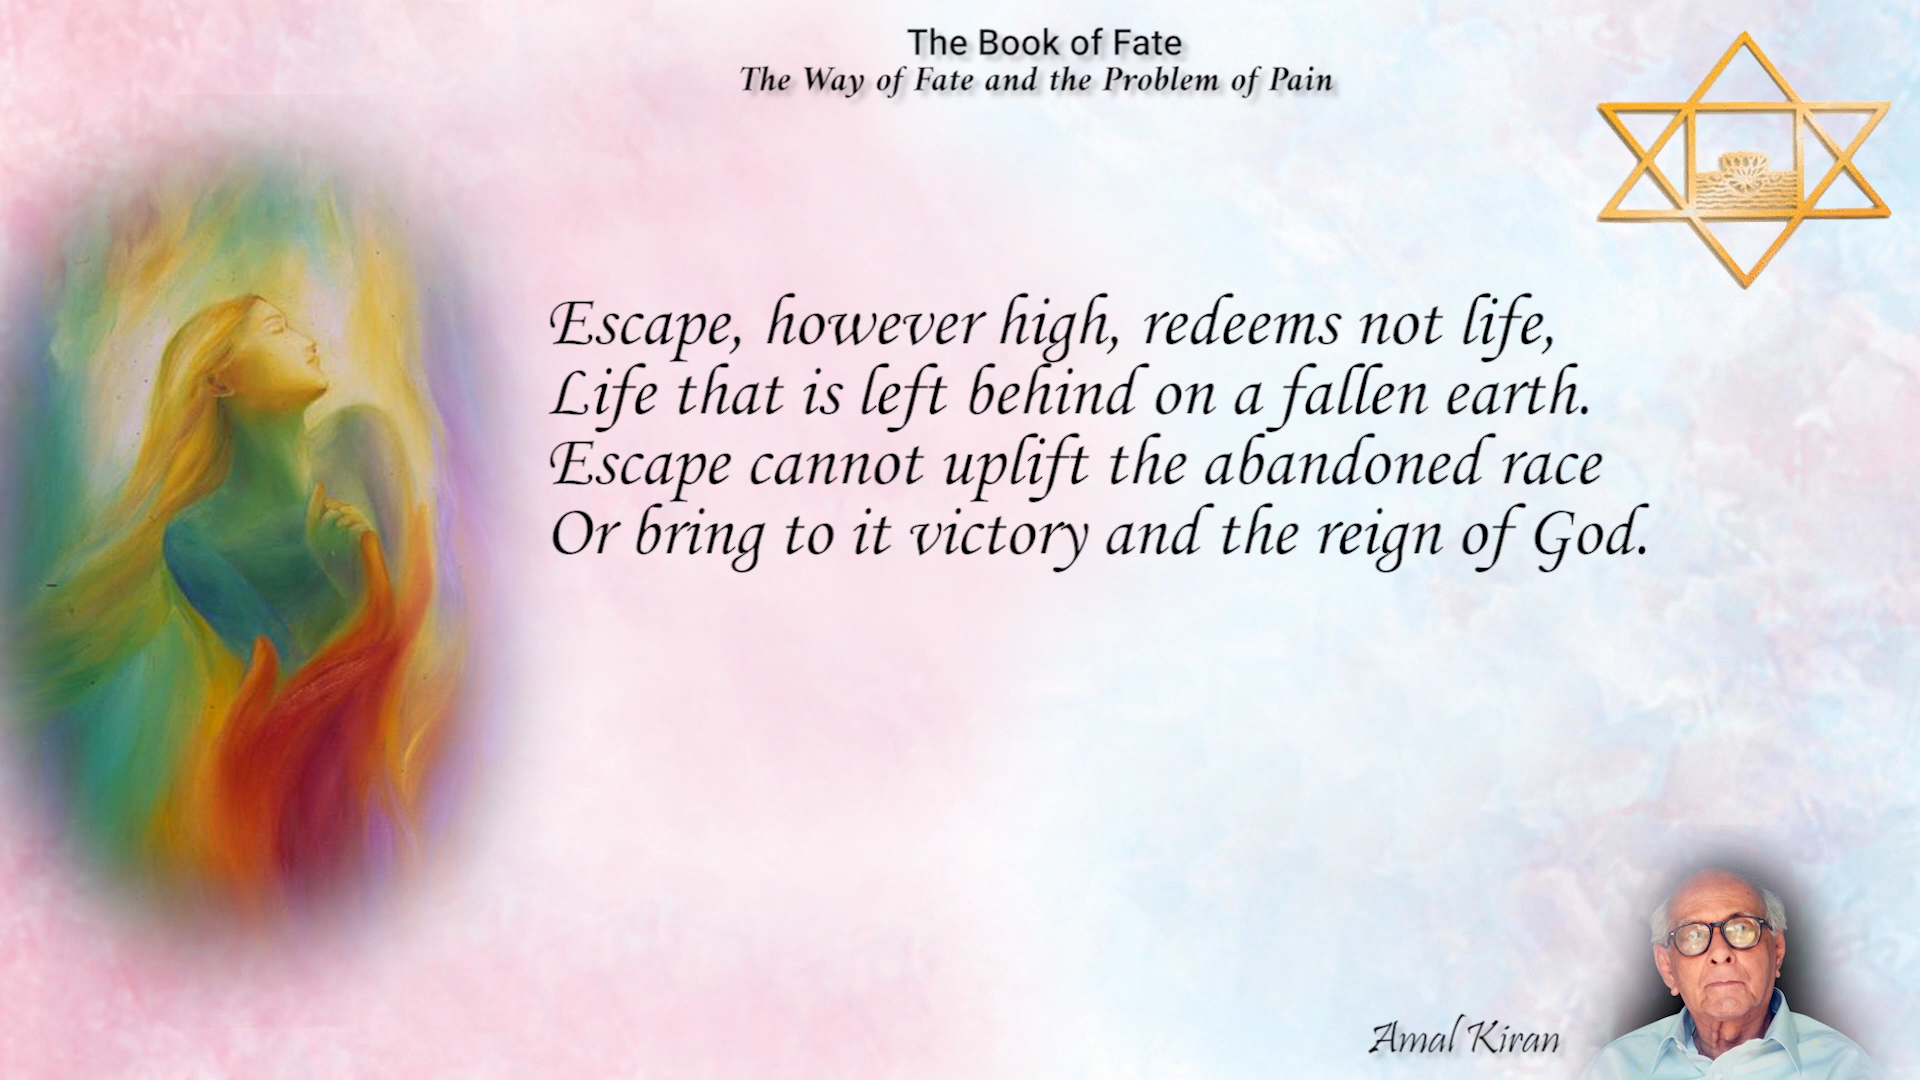 The Book of Fate
The Way of Fate and the Problem of Pain
Escape, however high, redeems not life,
Life that is left behind on a fallen earth.
Escape cannot uplift the abandoned race
Or bring to it victory and the reign of God.
Amal Kiran